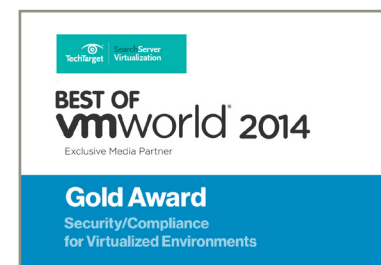 TechTarget
SearchServer
Virtualization
BEST OF
vmworld® 2014
Exclusive Media Partner
Gold Award
Security/Compliance
for Virtualized Environments